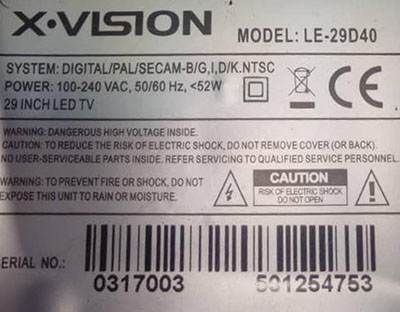 X·VISION
MODEL: LE-29D40
SYSTEM: DIGITAL/PAL/SECAM-B/G,I,D/K.NTSC
POWER: 100-240 VAC, 50/60 Hz, <52W
29 INCH LED TV
WARNING: DANGEROUS HIGH VOLTAGE INSIDE.
CAUTION: TO REDUCE THE RISK OF ELECTRIC SHOCK, DO NOT REMOVE COVER (OR BACK).
NO USER-SERVICEABLE PARTS INSIDE. REFER SERVICING TO QUALIFIED SERVICE PERSONNEL.
WARNING: TO PREVENT FIRE OR SHOCK, DO NOT
EXPOSE THIS UNIT TO RAIN OR MOISTURE.
CAUTION
RISK OF ELECTRIC SHOCK
DO NOT OPEN
ERIAL NO.:
0317003 501254753